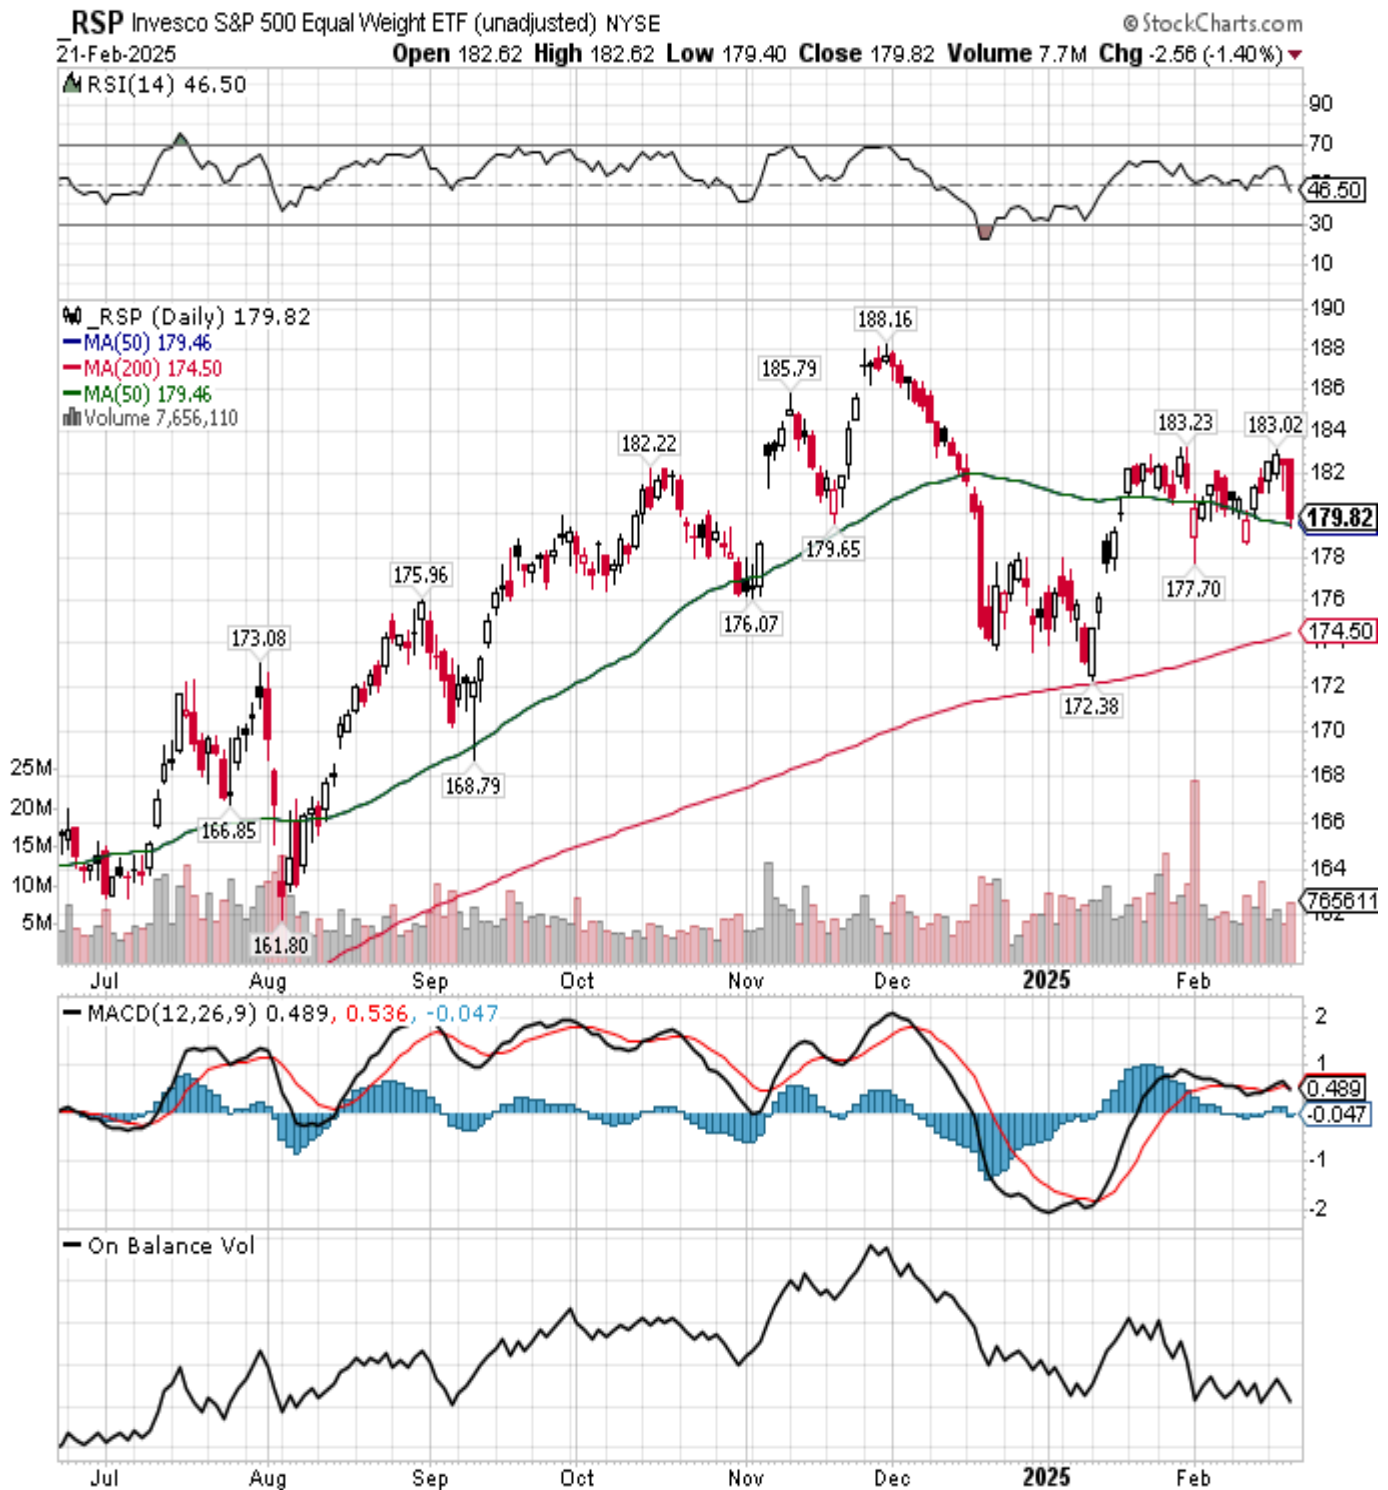 _RSP Invesco S&P 500 Equal Weight ETF (unadjusted) NYSE © StockCharts.com
21-Feb-2025 Open 182.62 High 182.62 Low 179.40 Close 179.82 Volume 7.7M Chg -2.56 (-1.40%)
RSI(14) 46.50
90
70
46.50
30
10
_RSP (Daily) 179.82
MA(50) 179.46
MA(200) 174.50
MA(50) 179.46
Volume 7,656,110
190
188
186
184
182
179.82
178
176
174.50
172
170
168
166
164
765611
25M
20M
15M
10M
5M
188.16
185.79
183.23
183.02
182.22
179.65
177.70
176.07
175.96
173.08
172.38
168.79
166.85
161.80
Jul Aug Sep Oct Nov Dec 2025 Feb
MACD(12,26,9) 0.489, 0.536, -0.047
2
1
0.489
-0.047
-1
-2
On Balance Vol
Jul Aug Sep Oct Nov Dec 2025 Feb